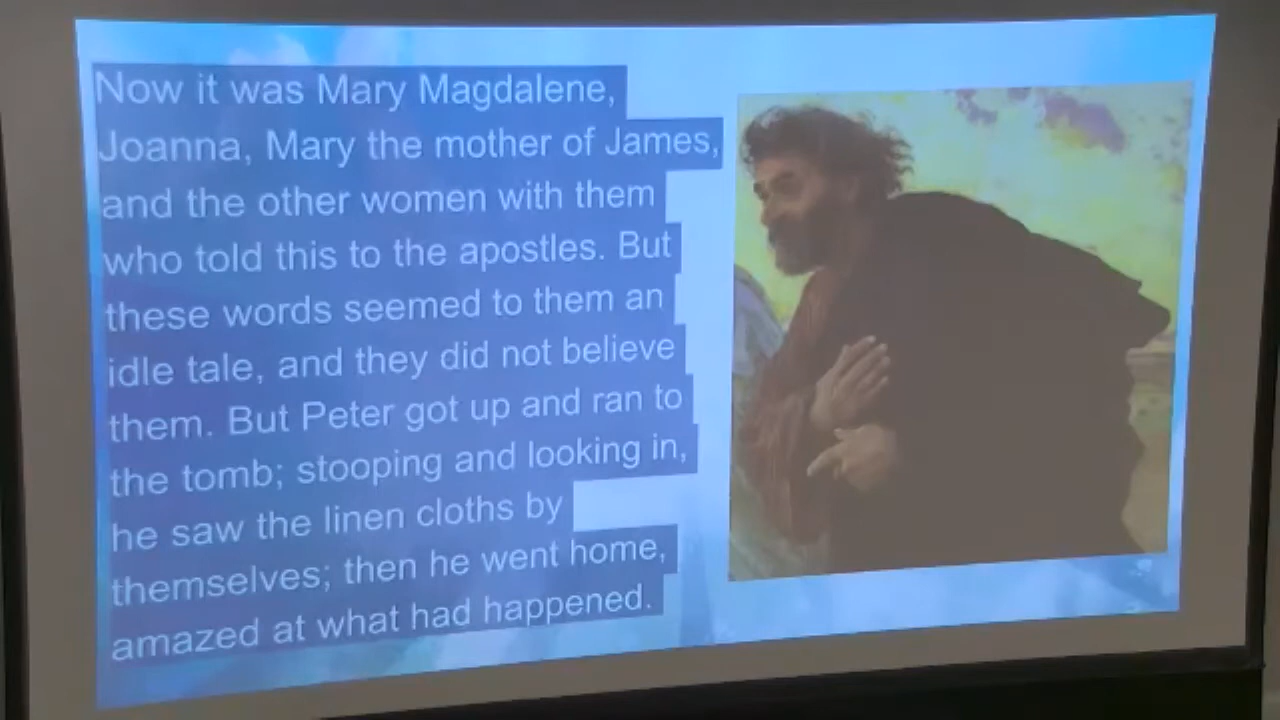 Now it was Mary Magdalene,
Joanna, Mary the mother of James,
and the other women with them
who told this to the apostles. But
these words seemed to them an
idle tale, and they did not believe
them. But Peter got up and ran to
the tomb; stooping and looking in,
he saw the linen cloths by
themselves; then he went home,
amazed at what had happened.